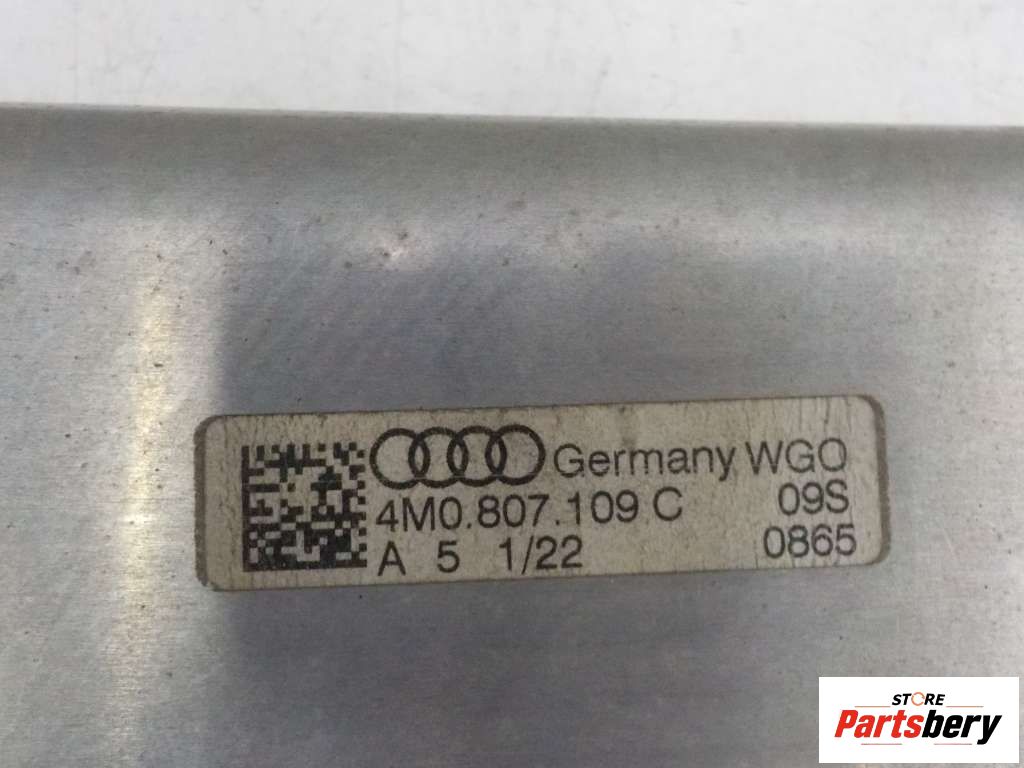 Germany WGO
4M0.807.109 C 09S
A 5 1/22 0865
STORE
Partsbery